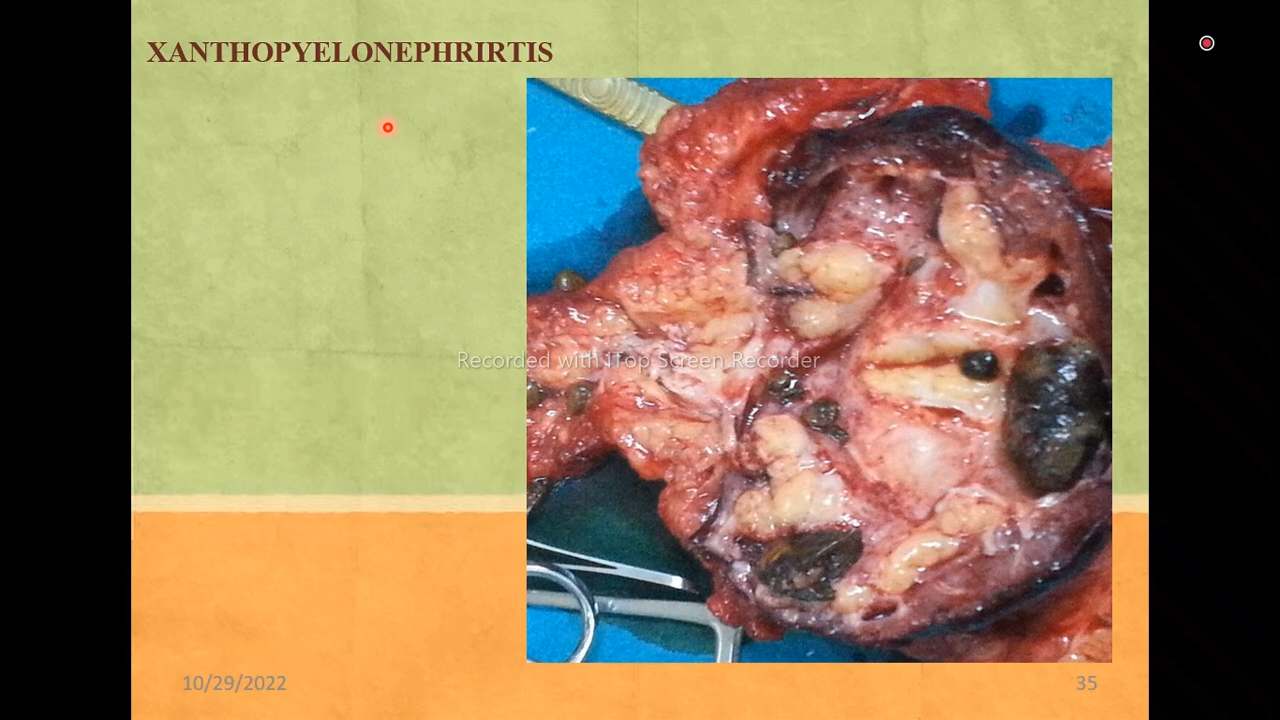 XANTHOPYELONEPHRIRTIS
Recorded with iTop Screen Recorder
10/29/2022
35